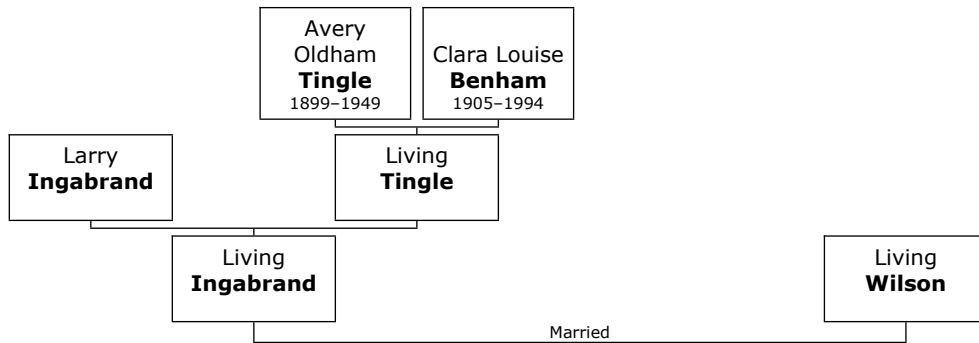 Avery
Oldham
Tingle
1899–1949
Clara Louise
Benham
1905–1994
Larry
Ingabrand
Living
Tingle
Living
Ingabrand
Living
Wilson
Married